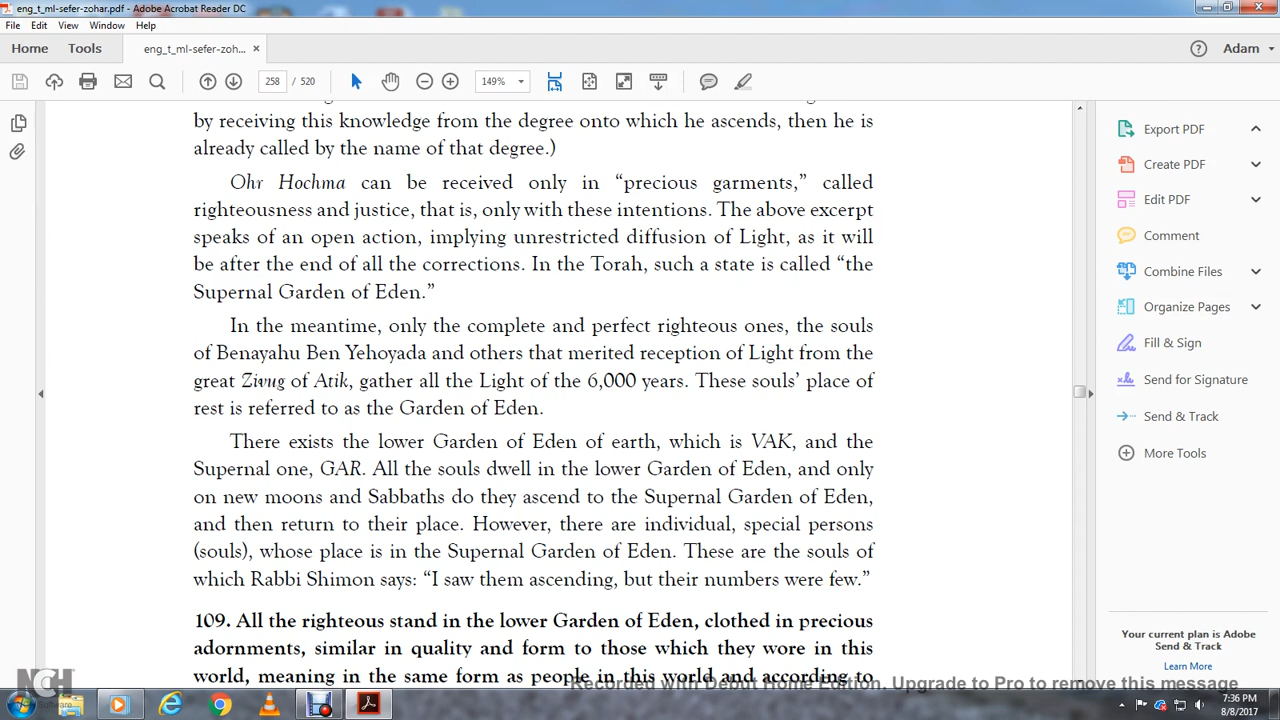 eng_t_ml-sefer-zohar.pdf - Adobe Acrobat Reader DC
File Edit View Window Help
Home Tools eng_t_ml-sefer-zoh... × Adam
258 / 520 149%
by receiving this knowledge from the degree onto which he ascends, then he is
already called by the name of that degree.)
Ohr Hochma can be received only in “precious garments,” called
righteousness and justice, that is, only with these intentions. The above excerpt
speaks of an open action, implying unrestricted diffusion of Light, as it will
be after the end of all the corrections. In the Torah, such a state is called “the
Supernal Garden of Eden.”
In the meantime, only the complete and perfect righteous ones, the souls
of Benayahu Ben Yehoyada and others that merited reception of Light from the
great Zivug of Atik, gather all the Light of the 6,000 years. These souls’ place of
rest is referred to as the Garden of Eden.
There exists the lower Garden of Eden of earth, which is VAK, and the
Supernal one, GAR. All the souls dwell in the lower Garden of Eden, and only
on new moons and Sabbaths do they ascend to the Supernal Garden of Eden,
and then return to their place. However, there are individual, special persons
(souls), whose place is in the Supernal Garden of Eden. These are the souls of
which Rabbi Shimon says: “I saw them ascending, but their numbers were few.”
109. All the righteous stand in the lower Garden of Eden, clothed in precious
adornments, similar in quality and form to those which they wore in this
world, meaning in the same form as people in this world and according to
Export PDF
Create PDF
Edit PDF
Comment
Combine Files
Organize Pages
Fill & Sign
Send for Signature
Send & Track
More Tools
Your current plan is Adobe
Send & Track
Learn More
NCH
Software
Recorded with Debut Home Edition. Upgrade to Pro to remove this message
7:36 PM
8/8/2017